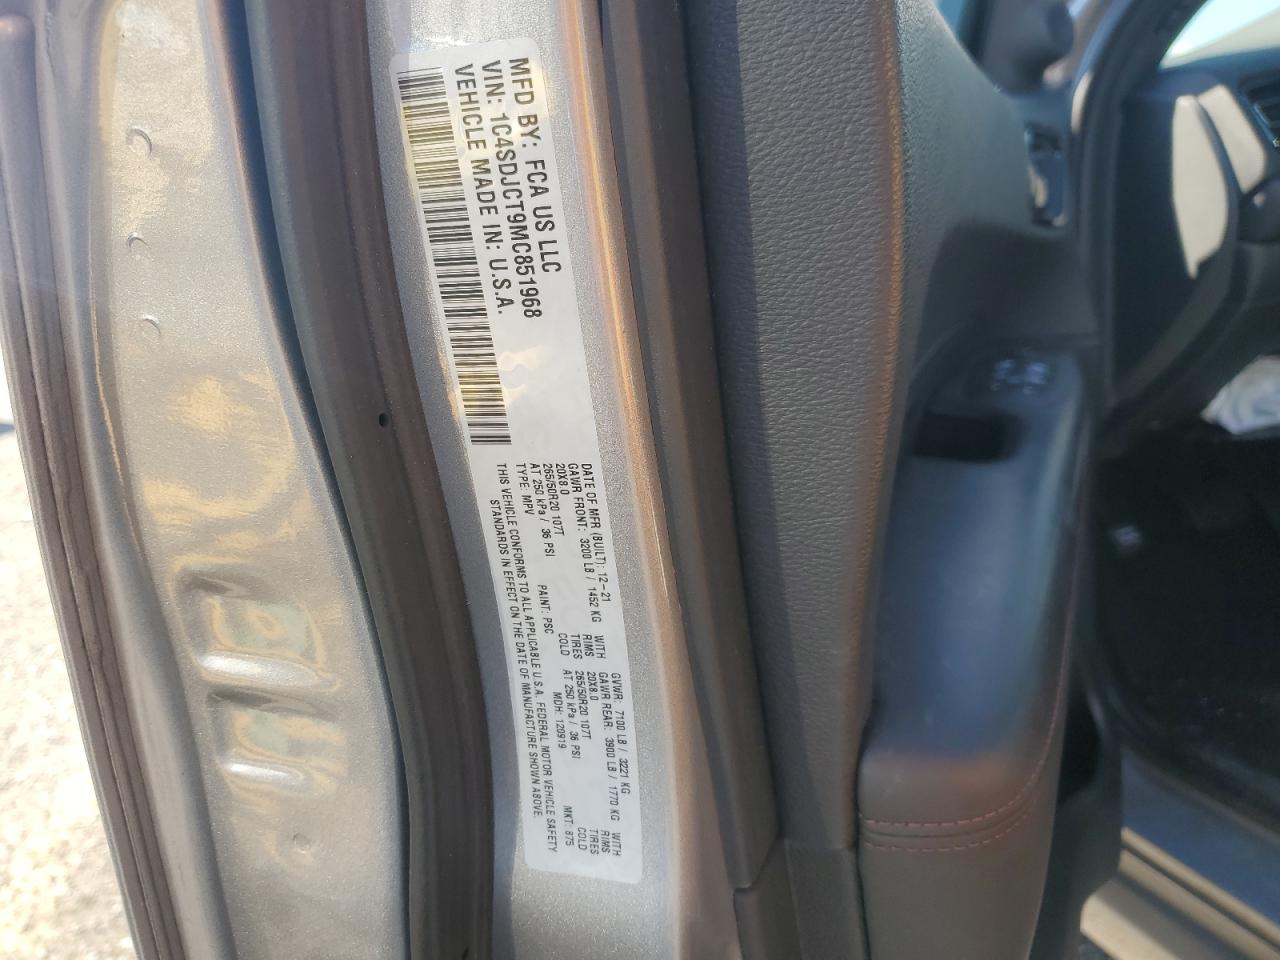 MFD BY: FCA US LLC
VIN: 1C4SDJCT9MC851968
VEHICLE MADE IN: U.S.A.
DATE OF MFR (BUILT): 12-21 GVWR: 7100 LB / 3221 KG
GAWR FRONT: 3200 LB / 1452 KG WITH GAWR REAR: 3900 LB / 1770 KG WITH
20X8.0 RIMS 20X8.0 RIMS
265/50R20 107T TIRES 265/50R20 107T TIRES
AT 250 kPa / 36 PSI COLD AT 250 kPa / 36 PSI COLD
TYPE: MPV PAINT: PSC MDH: 120919 MKT: 875
THIS VEHICLE CONFORMS TO ALL APPLICABLE U.S.A. FEDERAL MOTOR VEHICLE SAFETY
STANDARDS IN EFFECT ON THE DATE OF MANUFACTURE SHOWN ABOVE.